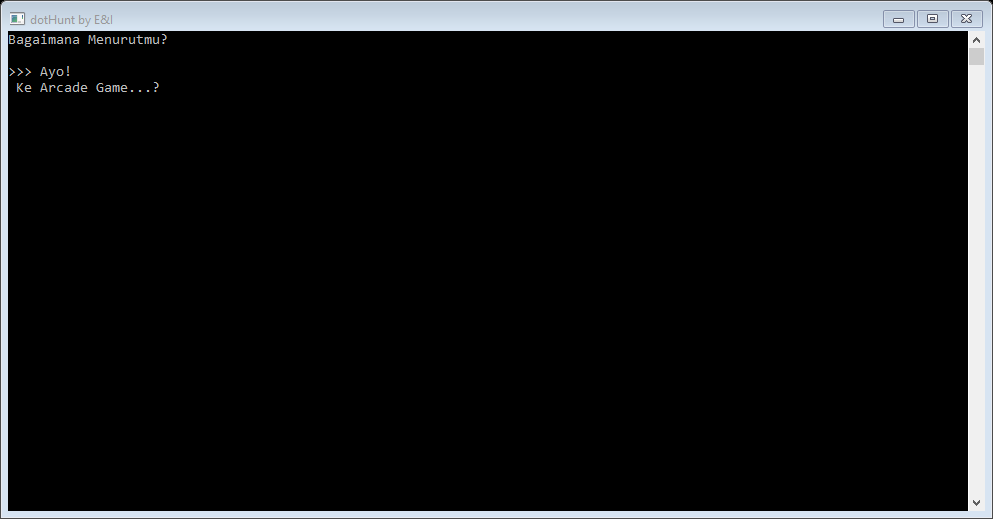 dotHunt by E&I
Bagaimana Menurutmu?
>>> Ayo!
Ke Arcade Game...?